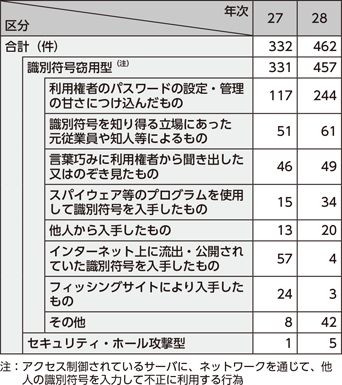 年次
区分
27 28
合計（件） 332 462
識別符号窃用型（注） 331 457
利用権者のパスワードの設定・管理
の甘さにつけ込んだもの 117 244
識別符号を知り得る立場にあった
元従業員や知人等によるもの 51 61
言葉巧みに利用権者から聞き出した
又はのぞき見たもの 46 49
スパイウェア等のプログラムを使用
して識別符号を入手したもの 15 34
他人から入手したもの 13 20
インターネット上に流出・公開され
ていた識別符号を入手したもの 57 4
フィッシングサイトにより入手した
もの 24 3
その他 8 42
セキュリティ・ホール攻撃型 1 5
注：アクセス制御されているサーバに、ネットワークを通じて、他
人の識別符号を入力して不正に利用する行為